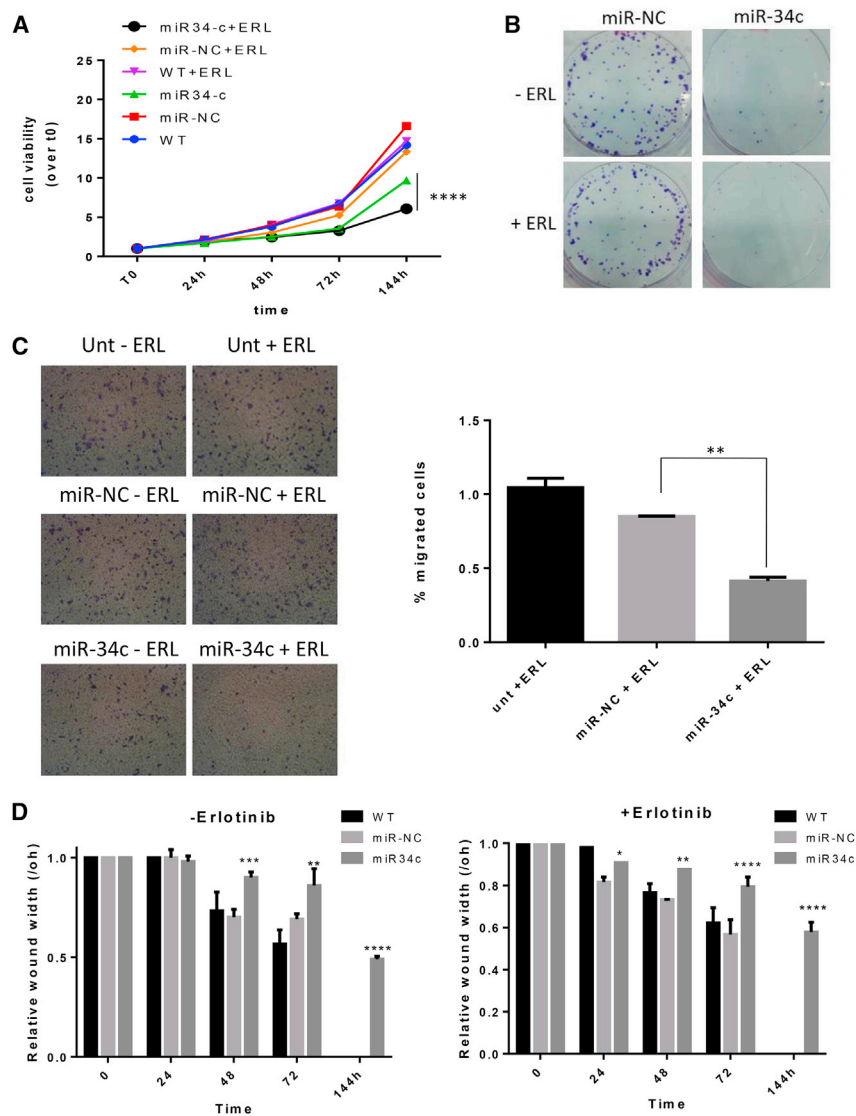 A
miR34-c+ERL
miR-NC+ERL
WT+ERL
miR34-c
miR-NC
WT
cell viability
(over t0)
25
20
15
10
5
0
T0
24h
48h
72h
144h
time
****
B
miR-NC
miR-34c
- ERL
+ ERL
C
Unt - ERL
Unt + ERL
miR-NC - ERL
miR-NC + ERL
miR-34c - ERL
miR-34c + ERL
% migrated cells
1.5
1.0
0.5
0.0
**
unt +ERL
miR-NC + ERL
miR-34c + ERL
D
-Erlotinib
WT
miR-NC
miR34c
Relative wound width (/oh)
1.0
0.5
0.0
***
**
****
0
24
48
72
144h
Time
+Erlotinib
WT
miR-NC
miR34c
Relative wound width (/oh)
1.0
0.8
0.6
0.4
0.2
0.0
*
**
****
****
0
24
48
72
144h
Time